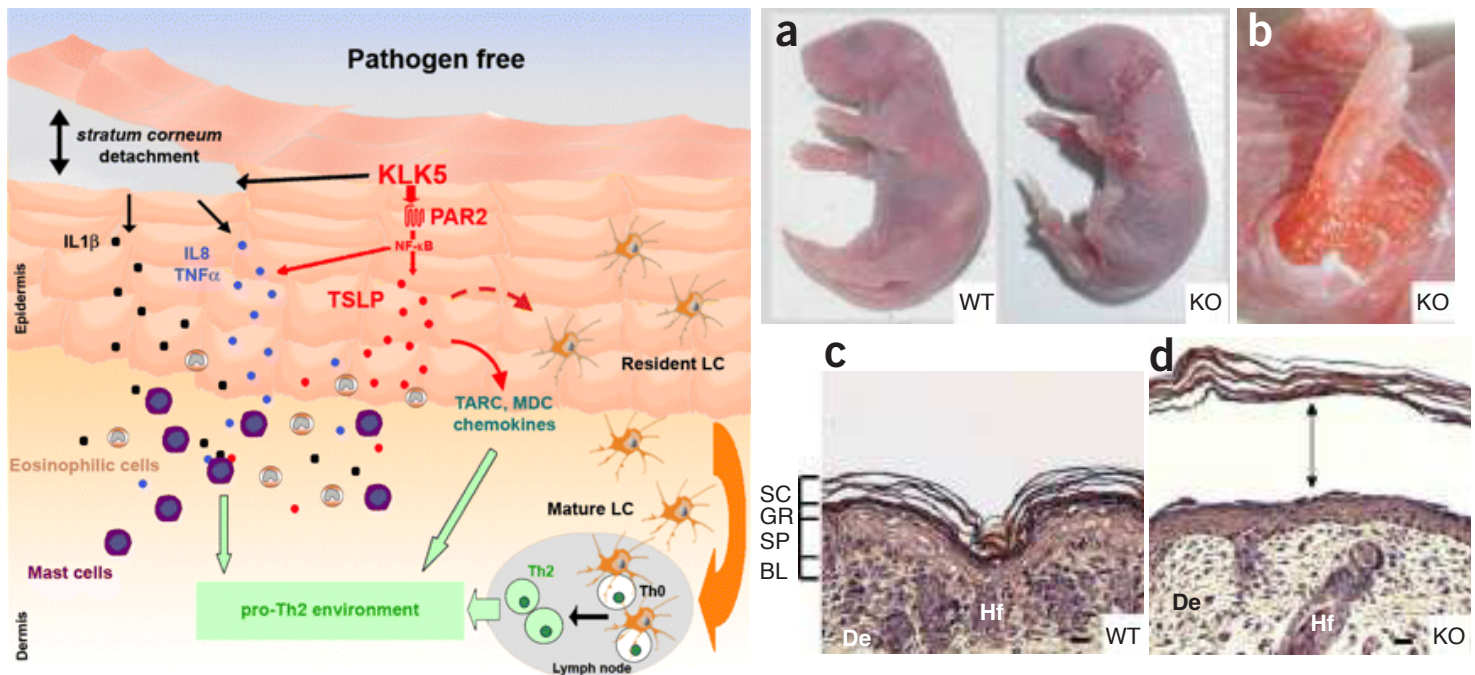 Pathogen free
stratum corneum
detachment
KLK5
PAR2
NF-κB
IL1β
IL8
TNFα
TSLP
Epidermis
Resident LC
TARC, MDC
chemokines
Eosinophilic cells
Mature LC
Mast cells
Th2
Th0
pro-Th2 environment
Lymph node
Dermis
a
WT
KO
b
KO
c
SC
GR
SP
BL
De
Hf
WT
d
De
Hf
KO